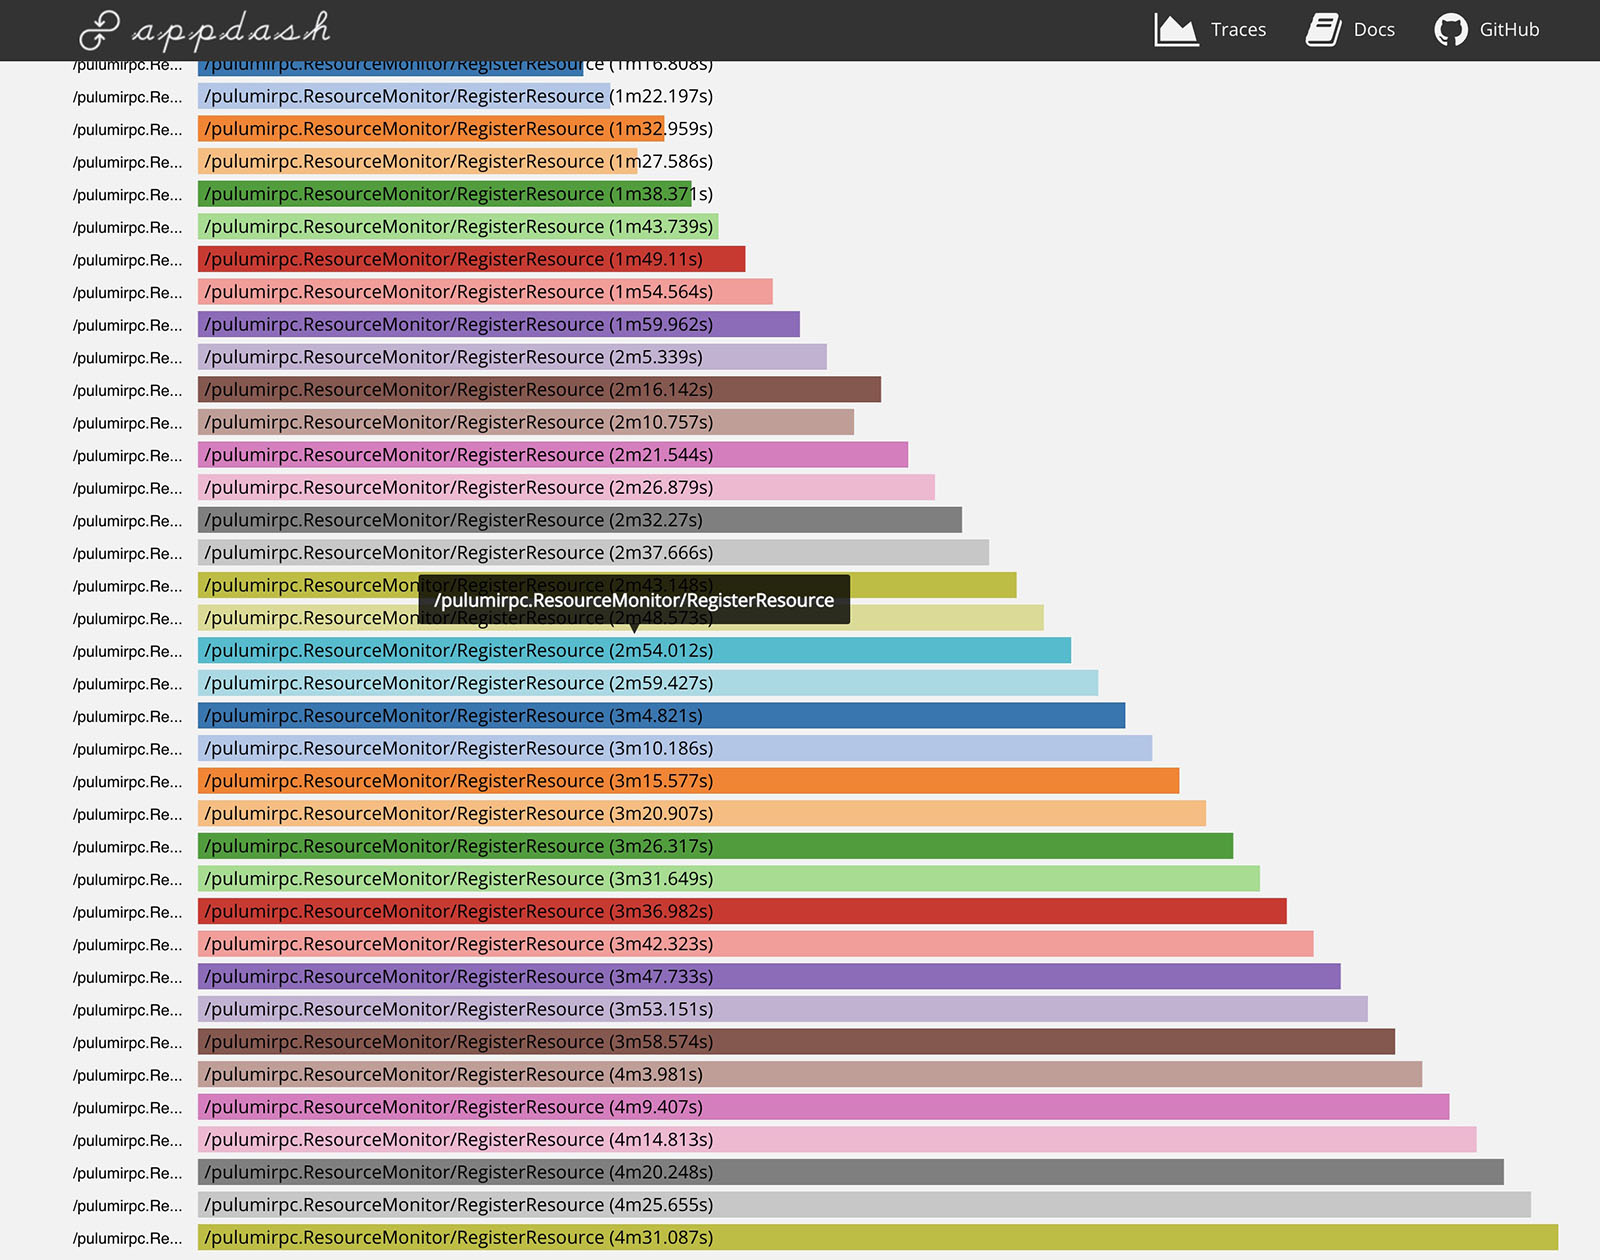 appdash Traces Docs GitHub
/pulumirpc.Re... /pulumirpc.ResourceMonitor/RegisterResource (1m16.808s)
/pulumirpc.Re... /pulumirpc.ResourceMonitor/RegisterResource (1m22.197s)
/pulumirpc.Re... /pulumirpc.ResourceMonitor/RegisterResource (1m32.959s)
/pulumirpc.Re... /pulumirpc.ResourceMonitor/RegisterResource (1m27.586s)
/pulumirpc.Re... /pulumirpc.ResourceMonitor/RegisterResource (1m38.371s)
/pulumirpc.Re... /pulumirpc.ResourceMonitor/RegisterResource (1m43.739s)
/pulumirpc.Re... /pulumirpc.ResourceMonitor/RegisterResource (1m49.11s)
/pulumirpc.Re... /pulumirpc.ResourceMonitor/RegisterResource (1m54.564s)
/pulumirpc.Re... /pulumirpc.ResourceMonitor/RegisterResource (1m59.962s)
/pulumirpc.Re... /pulumirpc.ResourceMonitor/RegisterResource (2m5.339s)
/pulumirpc.Re... /pulumirpc.ResourceMonitor/RegisterResource (2m16.142s)
/pulumirpc.Re... /pulumirpc.ResourceMonitor/RegisterResource (2m10.757s)
/pulumirpc.Re... /pulumirpc.ResourceMonitor/RegisterResource (2m21.544s)
/pulumirpc.Re... /pulumirpc.ResourceMonitor/RegisterResource (2m26.879s)
/pulumirpc.Re... /pulumirpc.ResourceMonitor/RegisterResource (2m32.27s)
/pulumirpc.Re... /pulumirpc.ResourceMonitor/RegisterResource (2m37.666s)
/pulumirpc.Re... /pulumirpc.ResourceMonitor/RegisterResource (2m43.148s)
/pulumirpc.ResourceMonitor/RegisterResource
/pulumirpc.Re... /pulumirpc.ResourceMonitor/RegisterResource (2m48.573s)
/pulumirpc.Re... /pulumirpc.ResourceMonitor/RegisterResource (2m54.012s)
/pulumirpc.Re... /pulumirpc.ResourceMonitor/RegisterResource (2m59.427s)
/pulumirpc.Re... /pulumirpc.ResourceMonitor/RegisterResource (3m4.821s)
/pulumirpc.Re... /pulumirpc.ResourceMonitor/RegisterResource (3m10.186s)
/pulumirpc.Re... /pulumirpc.ResourceMonitor/RegisterResource (3m15.577s)
/pulumirpc.Re... /pulumirpc.ResourceMonitor/RegisterResource (3m20.907s)
/pulumirpc.Re... /pulumirpc.ResourceMonitor/RegisterResource (3m26.317s)
/pulumirpc.Re... /pulumirpc.ResourceMonitor/RegisterResource (3m31.649s)
/pulumirpc.Re... /pulumirpc.ResourceMonitor/RegisterResource (3m36.982s)
/pulumirpc.Re... /pulumirpc.ResourceMonitor/RegisterResource (3m42.323s)
/pulumirpc.Re... /pulumirpc.ResourceMonitor/RegisterResource (3m47.733s)
/pulumirpc.Re... /pulumirpc.ResourceMonitor/RegisterResource (3m53.151s)
/pulumirpc.Re... /pulumirpc.ResourceMonitor/RegisterResource (3m58.574s)
/pulumirpc.Re... /pulumirpc.ResourceMonitor/RegisterResource (4m3.981s)
/pulumirpc.Re... /pulumirpc.ResourceMonitor/RegisterResource (4m9.407s)
/pulumirpc.Re... /pulumirpc.ResourceMonitor/RegisterResource (4m14.813s)
/pulumirpc.Re... /pulumirpc.ResourceMonitor/RegisterResource (4m20.248s)
/pulumirpc.Re... /pulumirpc.ResourceMonitor/RegisterResource (4m25.655s)
/pulumirpc.Re... /pulumirpc.ResourceMonitor/RegisterResource (4m31.087s)